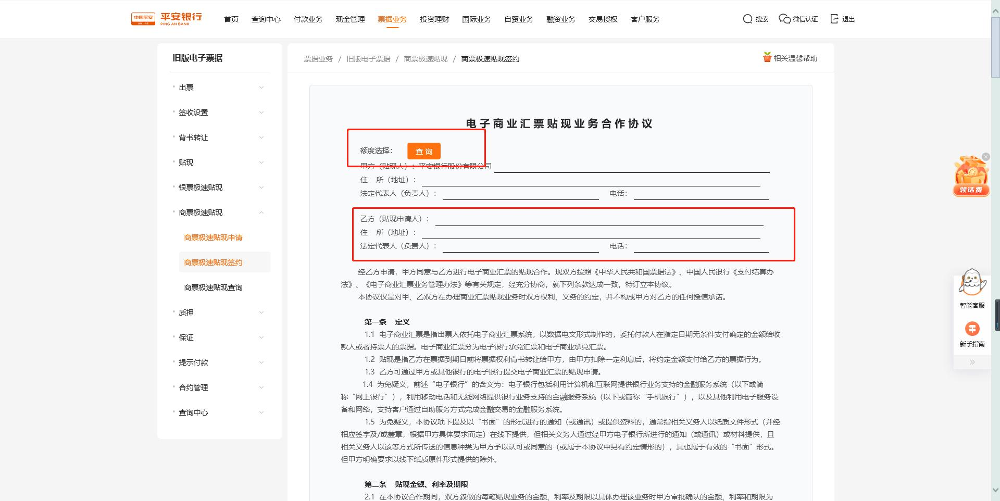 中国平安
金融·科技
平安银行
PING AN BANK
首页 查询中心 付款业务 现金管理 票据业务 投资理财 国际业务 自贸业务 融资业务 交易授权 客户服务
搜索 微信认证 退出
旧版电子票据
出票
签收设置
背书转让
贴现
银票极速贴现
商票极速贴现
商票极速贴现申请
商票极速贴现签约
商票极速贴现查询
质押
保证
提示付款
合约管理
查询中心
票据业务 / 旧版电子票据 / 商票极速贴现 / 商票极速贴现签约
相关温馨帮助
电子商业汇票贴现业务合作协议
额度选择： 查 询
甲方（贴现人）：平安银行股份有限公司
住 所（地址）：
法定代表人（负责人）： 电话：
乙方（贴现申请人）：
住 所（地址）：
法定代表人（负责人）： 电话：
经乙方申请，甲方同意与乙方进行电子商业汇票的贴现合作。现双方按照《中华人民共和国票据法》、中国人民银行《支付结算办
法》、《电子商业汇票业务管理办法》等有关规定，经充分协商，就下列条款达成一致，特订立本协议。
本协议仅是对甲、乙双方在办理商业汇票贴现业务时双方权利、义务的约定，并不构成甲方对乙方的任何授信承诺。
第一条 定义
1.1 电子商业汇票是指出票人依托电子商业汇票系统，以数据电文形式制作的，委托付款人在指定日期无条件支付确定的金额给收
款人或者持票人的票据。电子商业汇票分为电子银行承兑汇票和电子商业承兑汇票。
1.2 贴现是指乙方在票据到期日前将票据权利背书转让给甲方，由甲方扣除一定利息后，将约定金额支付给乙方的票据行为。
1.3 乙方可通过甲方或其他银行的电子银行提交电子商业汇票的贴现申请。
1.4 为免疑义，前述“电子银行”的含义为：电子银行包括利用计算机和互联网提供银行业务支持的金融服务系统（以下或简
称“网上银行”），利用移动电话和无线网络提供银行业务支持的金融服务系统（以下或简称“手机银行”），以及其他利用电子服务设
备和网络，支持客户通过自助服务方式完成金融交易的金融服务系统。
1.5 为免疑义，本协议项下提及以“书面”的形式进行的通知（或通讯）或提供资料的，通常指相关义务人以纸质文件形式（并经
相应签字及/或盖章，根据甲方具体要求而定）在线下提供，但相关义务人通过经甲方电子银行所进行的通知（或通讯）或材料提供，且
相关义务人以该等方式所传送的信息种类为甲方予以认可或同意的（或属于本协议中另有约定情形的），其也属于有效的“书面”形式。
但甲方明确要求以线下纸质原件形式提供的除外。
第二条 贴现金额、利率及期限
2.1 在本协议合作期间，双方叙做的每笔贴现业务的金额、利率及期限以具体办理该业务时甲方审批确认的金额、利率和期限为
领话费
智能客服
新手指南